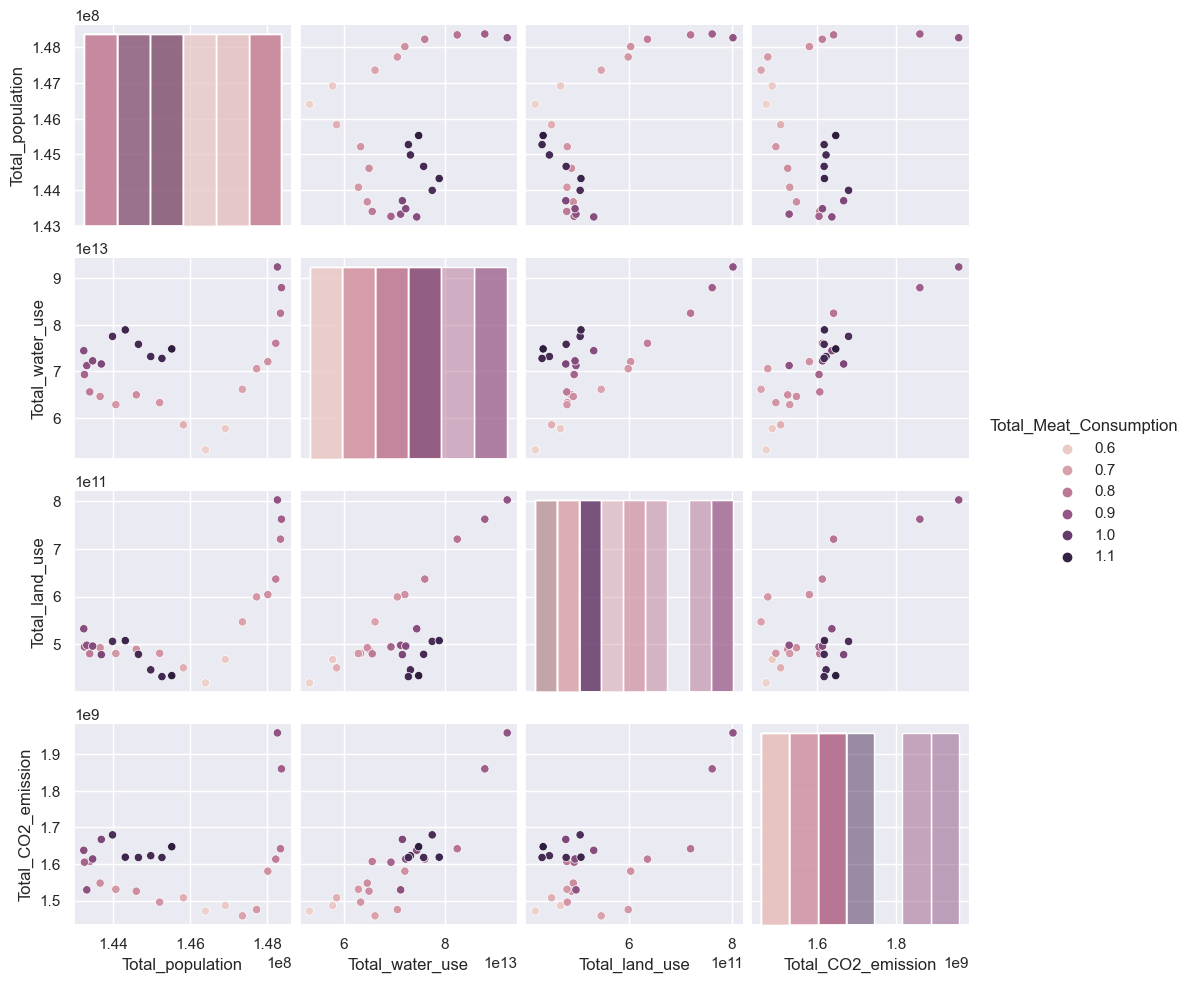 1e8
1.48
1.47
1.46
1.45
1.44
1.43
Total_population
1e13
9
8
7
6
Total_water_use
1e11
8
7
6
5
Total_land_use
1e9
1.9
1.8
1.7
1.6
1.5
Total_CO2_emission
1.44 1.46 1.48
Total_population 1e8
6 8
Total_water_use 1e13
6 8
Total_land_use 1e11
1.6 1.8
Total_CO2_emission 1e9
Total_Meat_Consumption
0.6
0.7
0.8
0.9
1.0
1.1